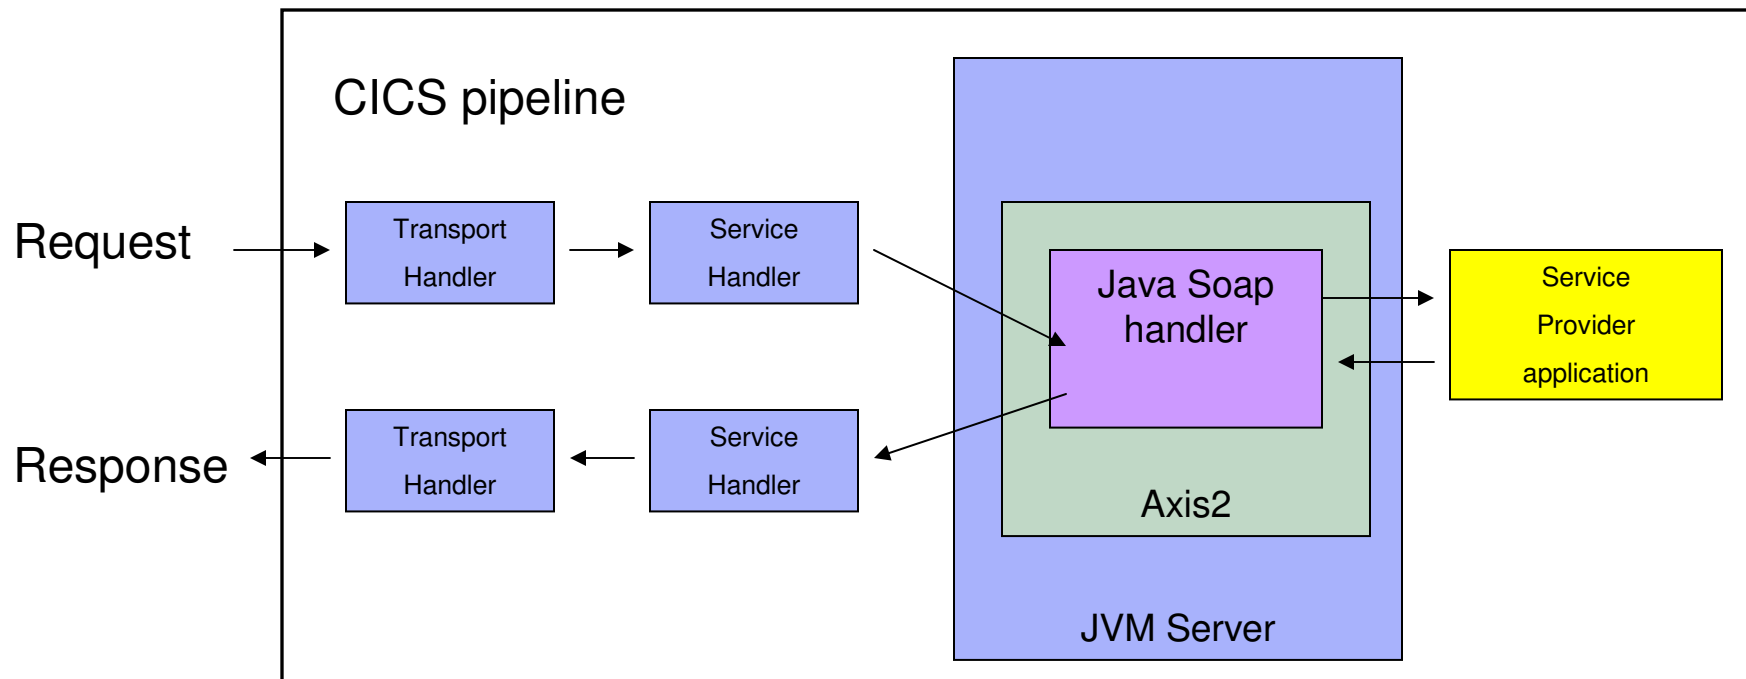 CICS pipeline
Request
Transport
Handler
Service
Handler
Java Soap
handler
Service
Provider
application
Response
Transport
Handler
Service
Handler
Axis2
JVM Server